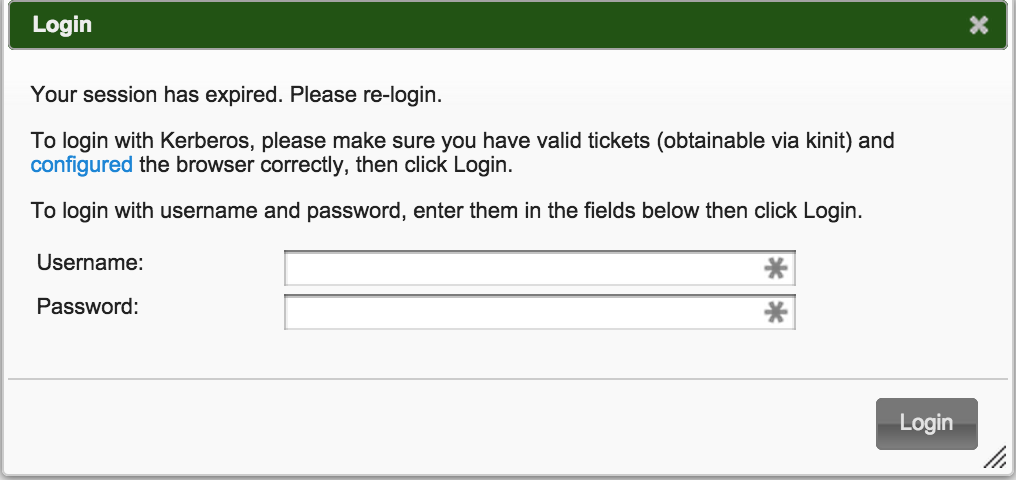 Login
Your session has expired. Please re-login.
To login with Kerberos, please make sure you have valid tickets (obtainable via kinit) and
configured the browser correctly, then click Login.
To login with username and password, enter them in the fields below then click Login.
Username:
Password:
Login